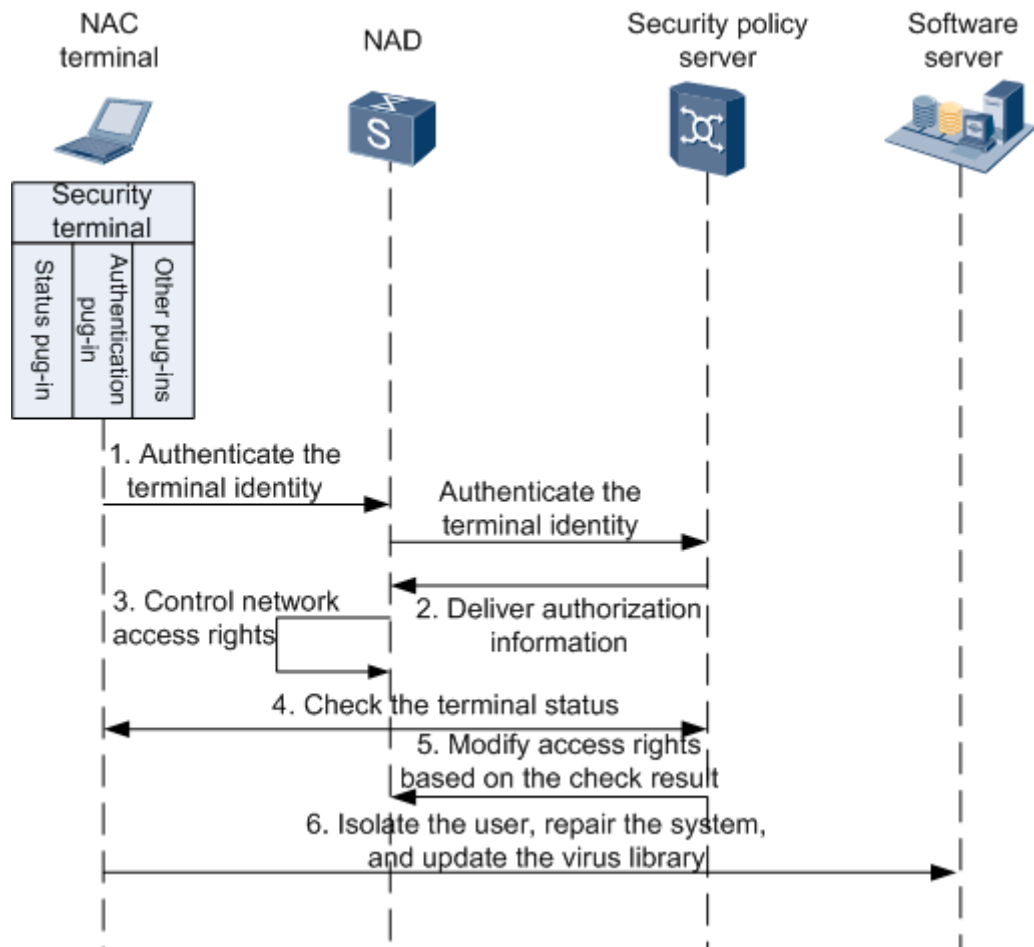 NAC
terminal
NAD
Security policy
server
Software
server
Security
terminal
Status pug-in
Authentication
pug-in
Other pug-ins
1. Authenticate the
terminal identity
Authenticate the
terminal identity
2. Deliver authorization
information
3. Control network
access rights
4. Check the terminal status
5. Modify access rights
based on the check result
6. Isolate the user, repair the system,
and update the virus library